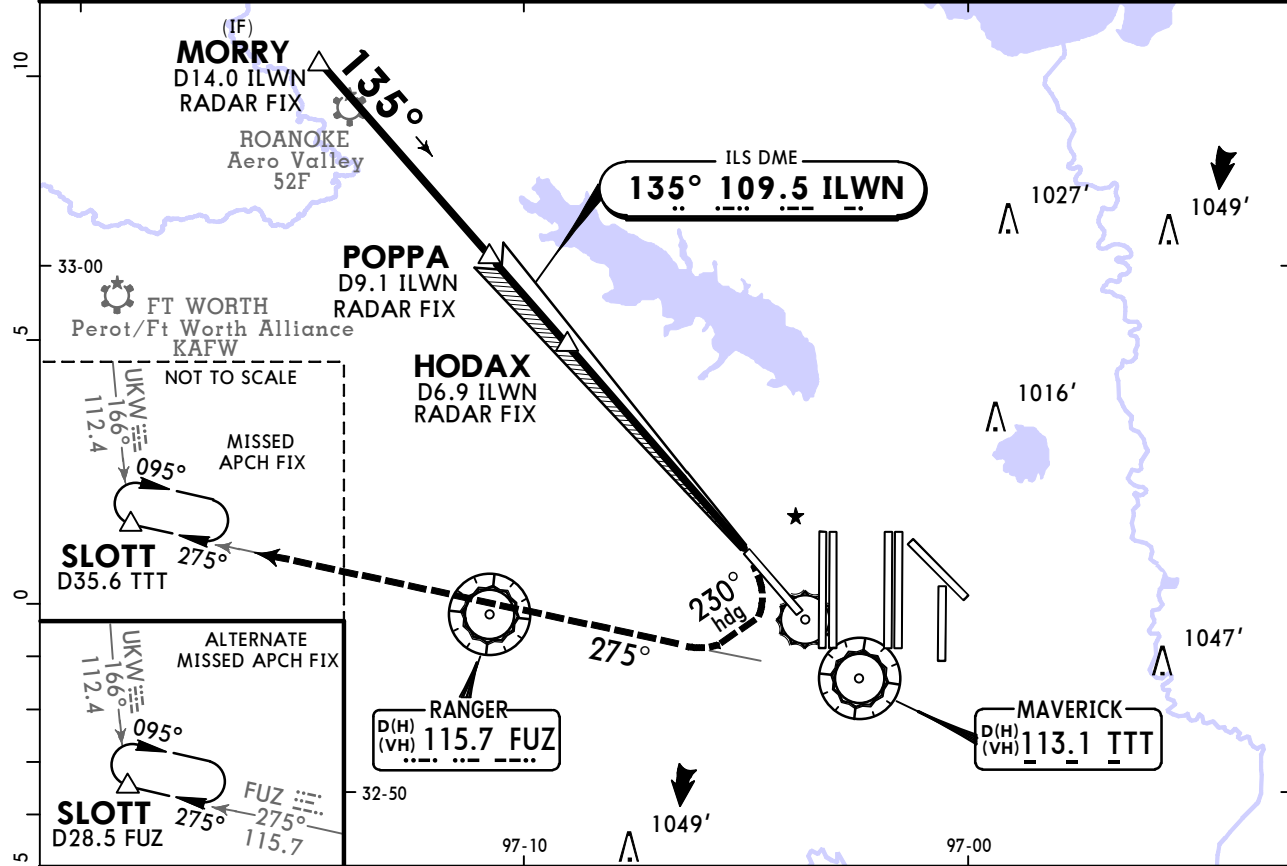 (IF)
MORRY
D14.0 ILWN
RADAR FIX
135°
ROANOKE
Aero Valley
52F
ILS DME
135° 109.5 ILWN
1027'
1049'
10
33-00
POPPA
D9.1 ILWN
RADAR FIX
FT WORTH
Perot/Ft Worth Alliance
KAFW
5
HODAX
D6.9 ILWN
RADAR FIX
1016'
NOT TO SCALE
UKW
166°
112.4
MISSED
APCH FIX
095°
275°
SLOTT
D35.6 TTT
0
230°
hdg
275°
1047'
ALTERNATE
MISSED APCH FIX
UKW
166°
112.4
095°
275°
SLOTT
D28.5 FUZ
FUZ
275°
115.7
RANGER
D(H)
(VH) 115.7 FUZ
MAVERICK
D(H)
(VH) 113.1 TTT
32-50
1049'
5
97-10
97-00